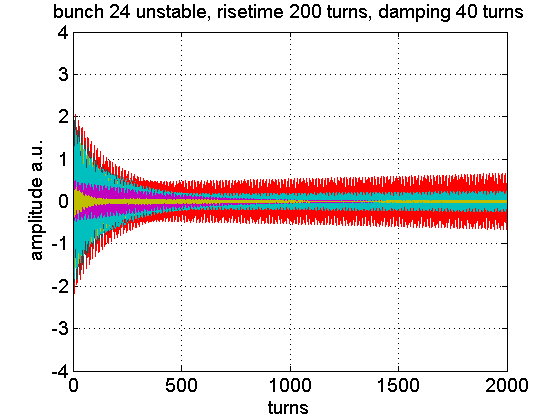 bunch 24 unstable, risetime 200 turns, damping 40 turns
4
3
2
1
0
-1
-2
-3
-4
amplitude a.u.
0 500 1000 1500 2000
turns